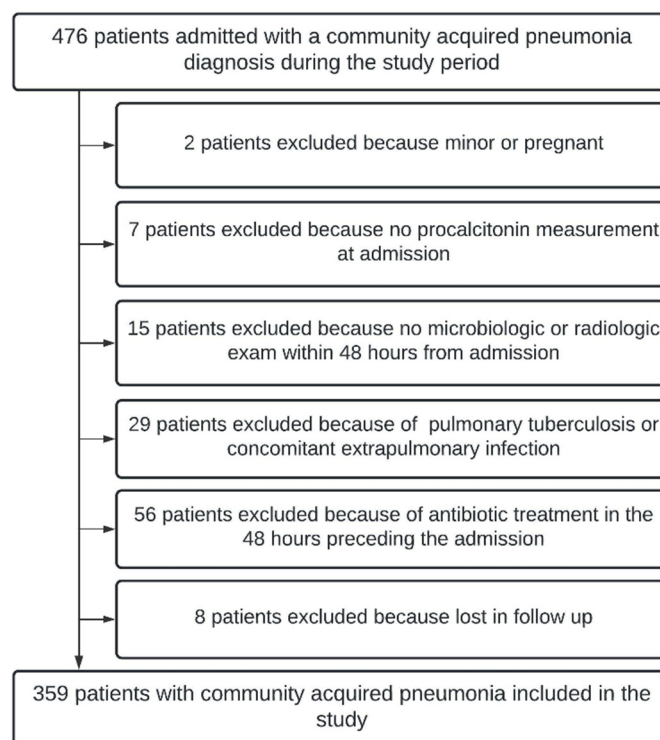 476 patients admitted with a community acquired pneumonia
diagnosis during the study period
2 patients excluded because minor or pregnant
7 patients excluded because no procalcitonin measurement
at admission
15 patients excluded because no microbiologic or radiologic
exam within 48 hours from admission
29 patients excluded because of pulmonary tuberculosis or
concomitant extrapulmonary infection
56 patients excluded because of antibiotic treatment in the
48 hours preceding the admission
8 patients excluded because lost in follow up
359 patients with community acquired pneumonia included in the
study